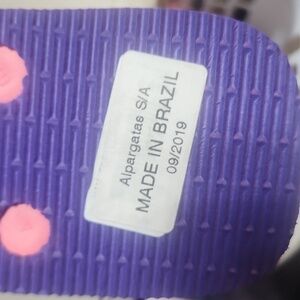 Alpargatas S/A
MADE IN BRAZIL
09/2019